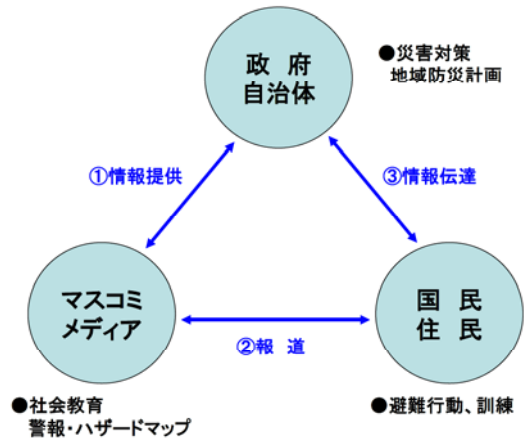 政　府
自治体
●災害対策
地域防災計画
①情報提供
③情報伝達
マスコミ
メディア
国　民
住　民
②報　道
●社会教育
警報・ハザードマップ
●避難行動、訓練